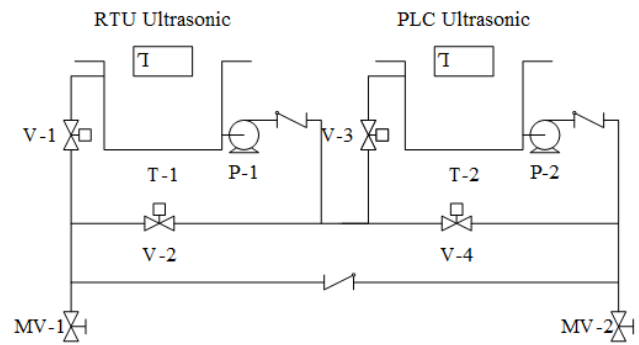 RTU Ultrasonic PLC Ultrasonic
V-1 V-3
T-1 P-1 T-2 P-2
V-2 V-4
MV-1 MV-2